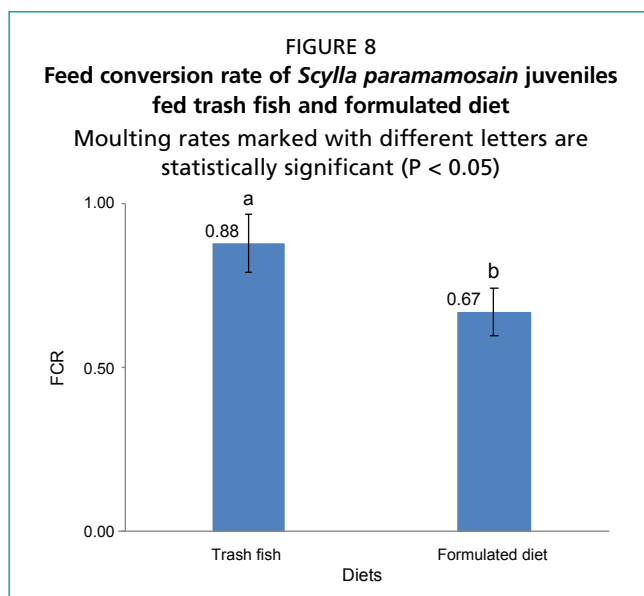 FIGURE 8
Feed conversion rate of Scylla paramamosain juveniles
fed trash fish and formulated diet
Moulting rates marked with different letters are
statistically significant (P < 0.05)
1.00
a
0.88
b
0.67
FCR
0.50
0.00
Trash fish
Formulated diet
Diets